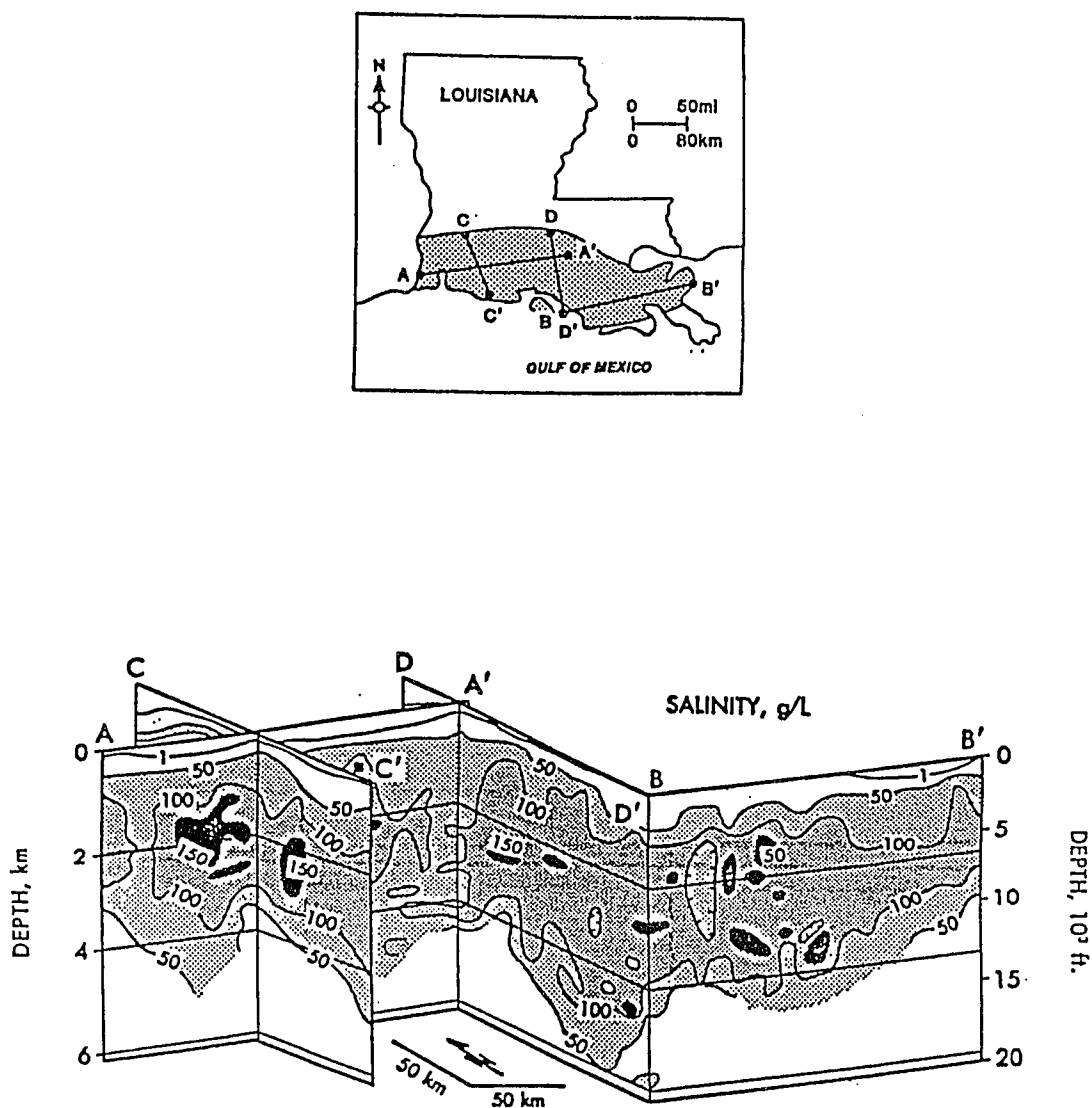 N
LOUISIANA
0 50mi
0 80km
C
D
A
A'
B'
C'
B
D'
GULF OF MEXICO
C
D
A'
A
SALINITY, g/L
B'
0
1
50
C'
50
50
B
1
0
100
D'
50
100
100
100
5
150
150
150
50
2
DEPTH, km
DEPTH, 10³ ft.
100
100
100
10
50
50
50
4
15
100
50
6
20
50 km
50 km